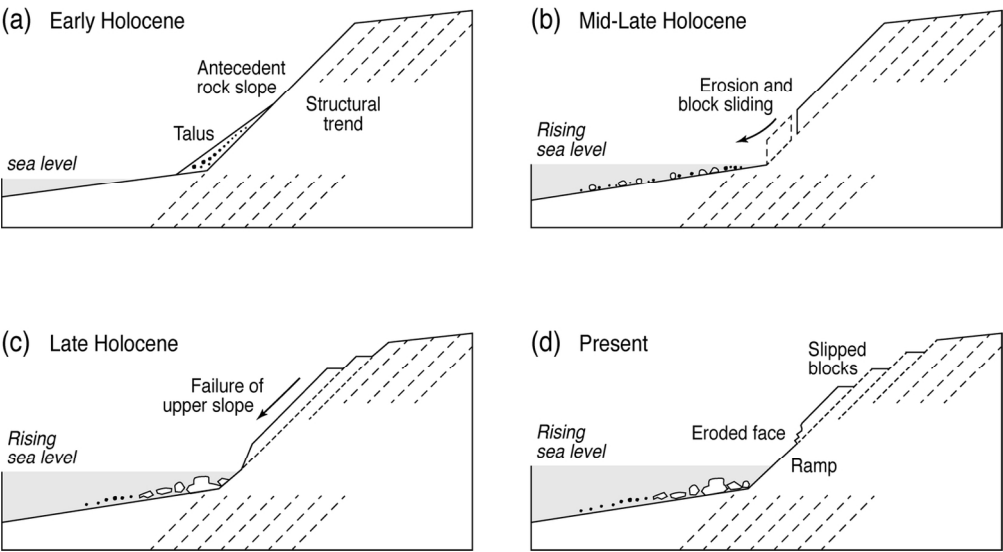 (a) Early Holocene
Antecedent
rock slope
Structural
trend
Talus
sea level
(b) Mid-Late Holocene
Erosion and
block sliding
Rising
sea level
(c) Late Holocene
Failure of
upper slope
Rising
sea level
(d) Present
Slipped
blocks
Eroded face
Rising
sea level
Ramp